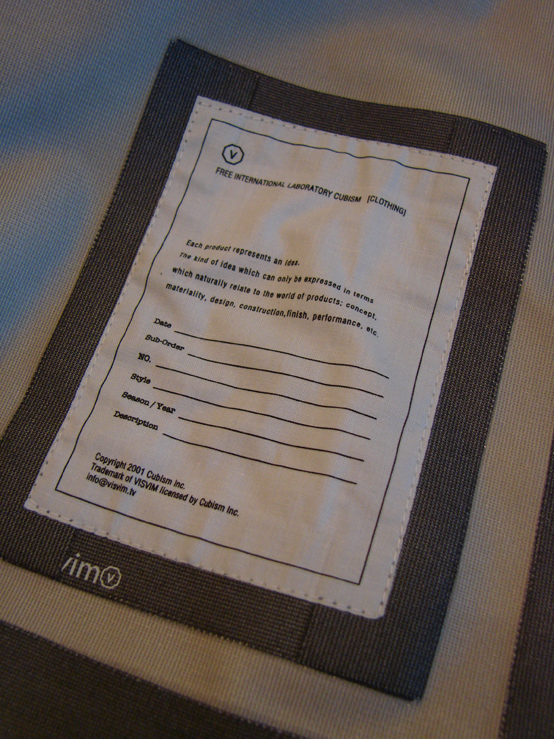 V
FREE INTERNATIONAL LABORATORY CUBISM [CLOTHING]
Each product represents an idea.
The kind of idea which can only be expressed in terms
which naturally relate to the world of products; concept,
materiality, design, construction,finish, performance, etc.
Date
Sub-Order
NO.
Style
Season / Year
Description
Copyright 2001 Cubism Inc.
Trademark of VISVIM licensed by Cubism Inc.
info@visvim.tv
vim V